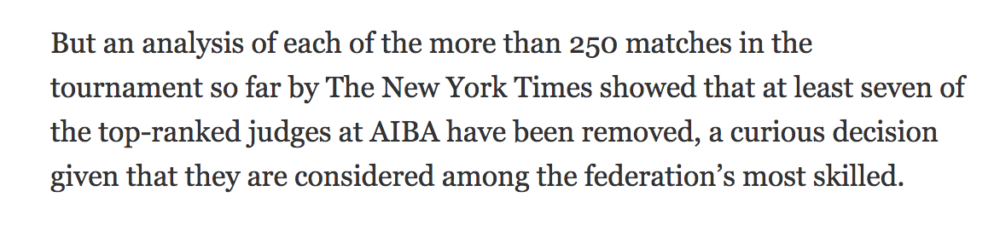 But an analysis of each of the more than 250 matches in the
tournament so far by The New York Times showed that at least seven of
the top-ranked judges at AIBA have been removed, a curious decision
given that they are considered among the federation’s most skilled.